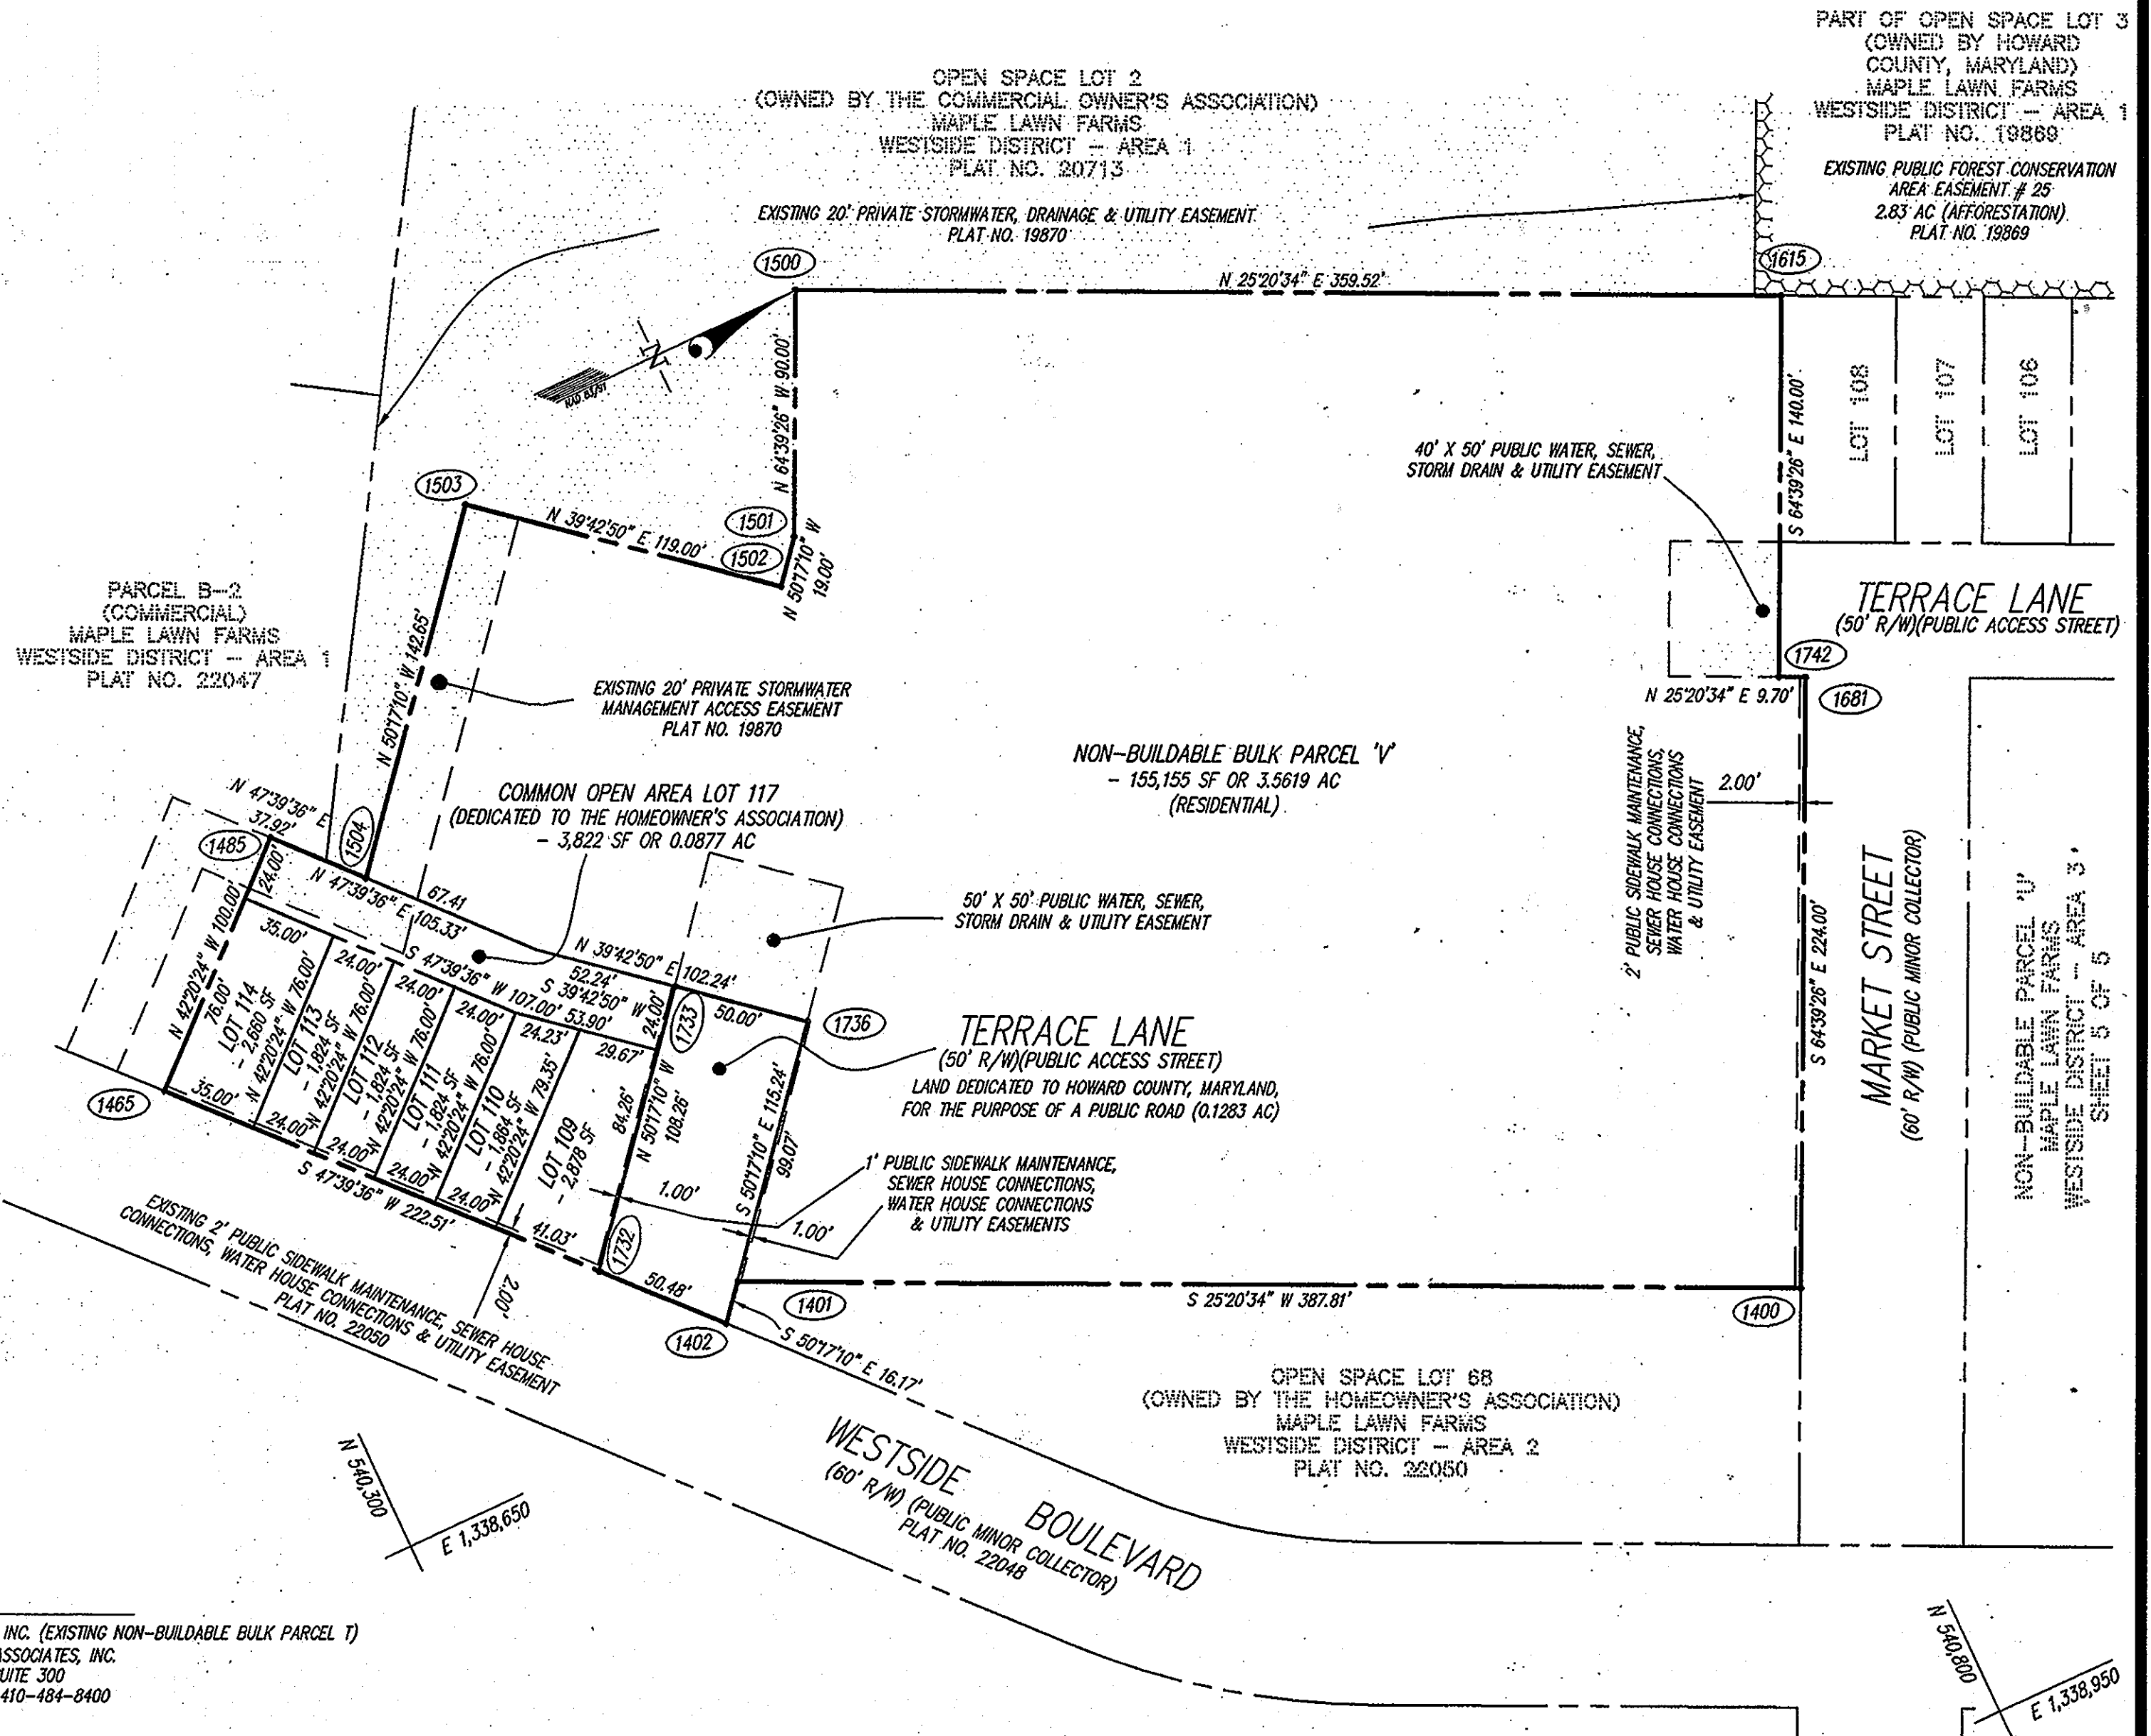 PART OF OPEN SPACE LOT 3
(OWNED BY HOWARD
COUNTY, MARYLAND)
MAPLE LAWN FARMS
WESTSIDE DISTRICT - AREA 1
PLAT NO. 19869
EXISTING PUBLIC FOREST CONSERVATION
AREA EASEMENT # 25
2.83 AC (AFFORESTATION)
PLAT NO. 19869
OPEN SPACE LOT 2
(OWNED BY THE COMMERCIAL OWNER'S ASSOCIATION)
MAPLE LAWN FARMS
WESTSIDE DISTRICT - AREA 1
PLAT NO. 20713
EXISTING 20' PRIVATE STORMWATER, DRAINAGE & UTILITY EASEMENT
PLAT NO. 19870
1500
1615
N 25°20'34" E 359.52'
N
NAD 83/91
N 64°39'26" W 90.00'
S 64°39'26" E 140.00'
LOT 108
LOT 107
LOT 106
40' X 50' PUBLIC WATER, SEWER,
STORM DRAIN & UTILITY EASEMENT
1503
N 39°42'50" E 119.00'
1501
1502
N 50°17'10" W
19.00'
PARCEL B-2
(COMMERCIAL)
MAPLE LAWN FARMS
WESTSIDE DISTRICT - AREA 1
PLAT NO. 22047
N 50°17'10" W 142.65'
TERRACE LANE
(50' R/W)(PUBLIC ACCESS STREET)
1742
N 25°20'34" E 9.70'
1681
EXISTING 20' PRIVATE STORMWATER
MANAGEMENT ACCESS EASEMENT
PLAT NO. 19870
NON-BUILDABLE BULK PARCEL 'V'
- 155,155 SF OR 3.5619 AC
(RESIDENTIAL)
2' PUBLIC SIDEWALK MAINTENANCE,
SEWER HOUSE CONNECTIONS,
WATER HOUSE CONNECTIONS
& UTILITY EASEMENT
2.00'
COMMON OPEN AREA LOT 117
(DEDICATED TO THE HOMEOWNER'S ASSOCIATION)
- 3,822 SF OR 0.0877 AC
N 47°39'36" E
37.92'
1485
1504
24.00'
N 47°39'36" E 105.33'
67.41
50' X 50' PUBLIC WATER, SEWER,
STORM DRAIN & UTILITY EASEMENT
N 39°42'50" E 102.24'
52.24'
S 39°42'50" W
S 47°39'36" W 107.00'
53.90'
24.00'
1733
50.00'
1736
N 42°20'24" W 100.00'
76.00'
35.00'
24.00'
24.00'
24.00'
24.23'
29.67'
LOT 114
- 2,660 SF
N 42°20'24" W 76.00'
LOT 113
- 1,824 SF
N 42°20'24" W 76.00'
LOT 112
- 1,824 SF
N 42°20'24" W 76.00'
LOT 111
- 1,824 SF
N 42°20'24" W 76.00'
LOT 110
- 1,864 SF
N 42°20'24" W 79.35'
LOT 109
- 2,878 SF
84.26'
N 50°17'10" W
108.26'
S 50°17'10" E 115.24'
99.07'
TERRACE LANE
(50' R/W)(PUBLIC ACCESS STREET)
LAND DEDICATED TO HOWARD COUNTY, MARYLAND,
FOR THE PURPOSE OF A PUBLIC ROAD (0.1283 AC)
S 64°39'26" E 224.00'
MARKET STREET
(60' R/W) (PUBLIC MINOR COLLECTOR)
NON-BUILDABLE PARCEL 'U'
MAPLE LAWN FARMS
WESTSIDE DISTRICT - AREA 3
SHEET 5 OF 5
1465
35.00'
24.00'
24.00'
24.00'
24.00'
41.03'
S 47°39'36" W 222.51'
1.00'
1.00'
1' PUBLIC SIDEWALK MAINTENANCE,
SEWER HOUSE CONNECTIONS,
WATER HOUSE CONNECTIONS
& UTILITY EASEMENTS
1732
50.48'
1402
1401
S 25°20'34" W 387.81'
1400
S 50°17'10" E 16.17'
EXISTING 2' PUBLIC SIDEWALK MAINTENANCE, SEWER HOUSE
CONNECTIONS, WATER HOUSE CONNECTIONS & UTILITY EASEMENT
PLAT NO. 22050
2.00'
OPEN SPACE LOT 68
(OWNED BY THE HOMEOWNER'S ASSOCIATION)
MAPLE LAWN FARMS
WESTSIDE DISTRICT - AREA 2
PLAT NO. 22050
WESTSIDE BOULEVARD
(60' R/W) (PUBLIC MINOR COLLECTOR)
PLAT NO. 22048
N 540,300
E 1,338,650
N 540,800
E 1,338,950
INC. (EXISTING NON-BUILDABLE BULK PARCEL T)
ASSOCIATES, INC.
UITE 300
410-484-8400